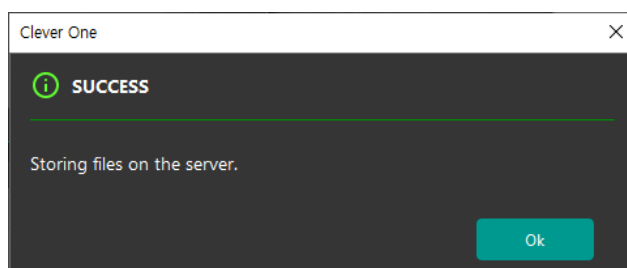 Clever One
SUCCESS
Storing files on the server.
Ok